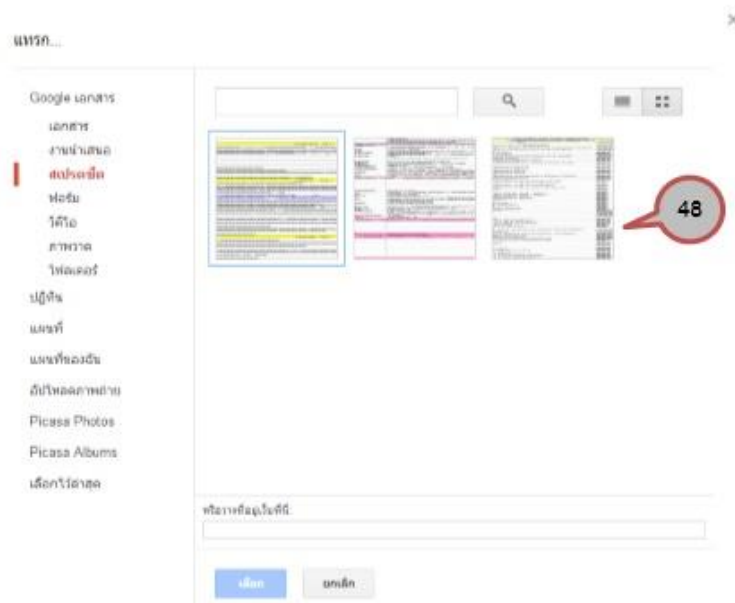 แทรก...
Google เอกสาร
เอกสาร
งานนำเสนอ
สเปรดชีต
ฟอร์ม
วิดีโอ
ภาพวาด
โฟลเดอร์
ปฏิทิน
แผนที่
แผนที่ของฉัน
อัปโหลดภาพถ่าย
Picasa Photos
Picasa Albums
เลือกไว้ล่าสุด
48
หรือวางที่อยู่เว็บที่นี่:
เลือก
ยกเลิก